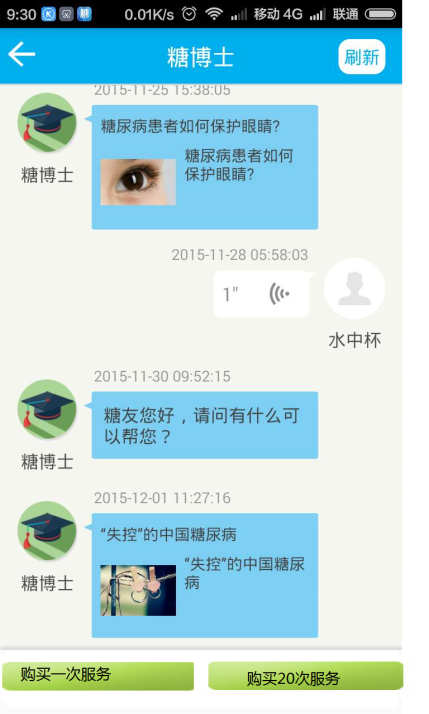 9:30 K 糖 0.01K/s 移动 4G 联通
糖博士
刷新
2015-11-25 15:38:05
糖尿病患者如何保护眼睛?
糖尿病患者如何
保护眼睛?
糖博士
2015-11-28 05:58:03
1"
水中杯
2015-11-30 09:52:15
糖友您好，请问有什么可
以帮您？
糖博士
2015-12-01 11:27:16
“失控”的中国糖尿病
“失控”的中国糖尿
病
糖博士
购买一次服务
购买20次服务